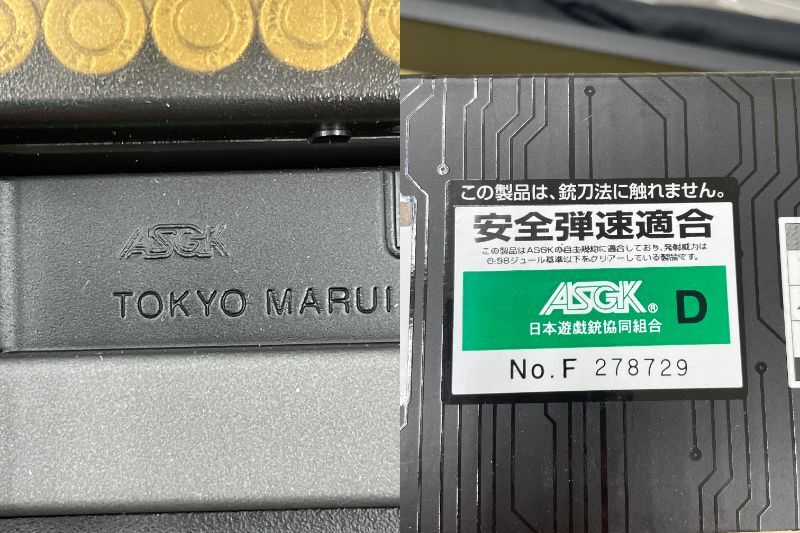 ASGK
TOKYO MARUI
この製品は、銃刀法に触れません。
安全弾速適合
この製品はASGKの自主規約に適合しており、発射威力は
0.98ジュール基準以下をクリアーしている製品です。
ASGK® D
日本遊戯銃協同組合
No.F 278729